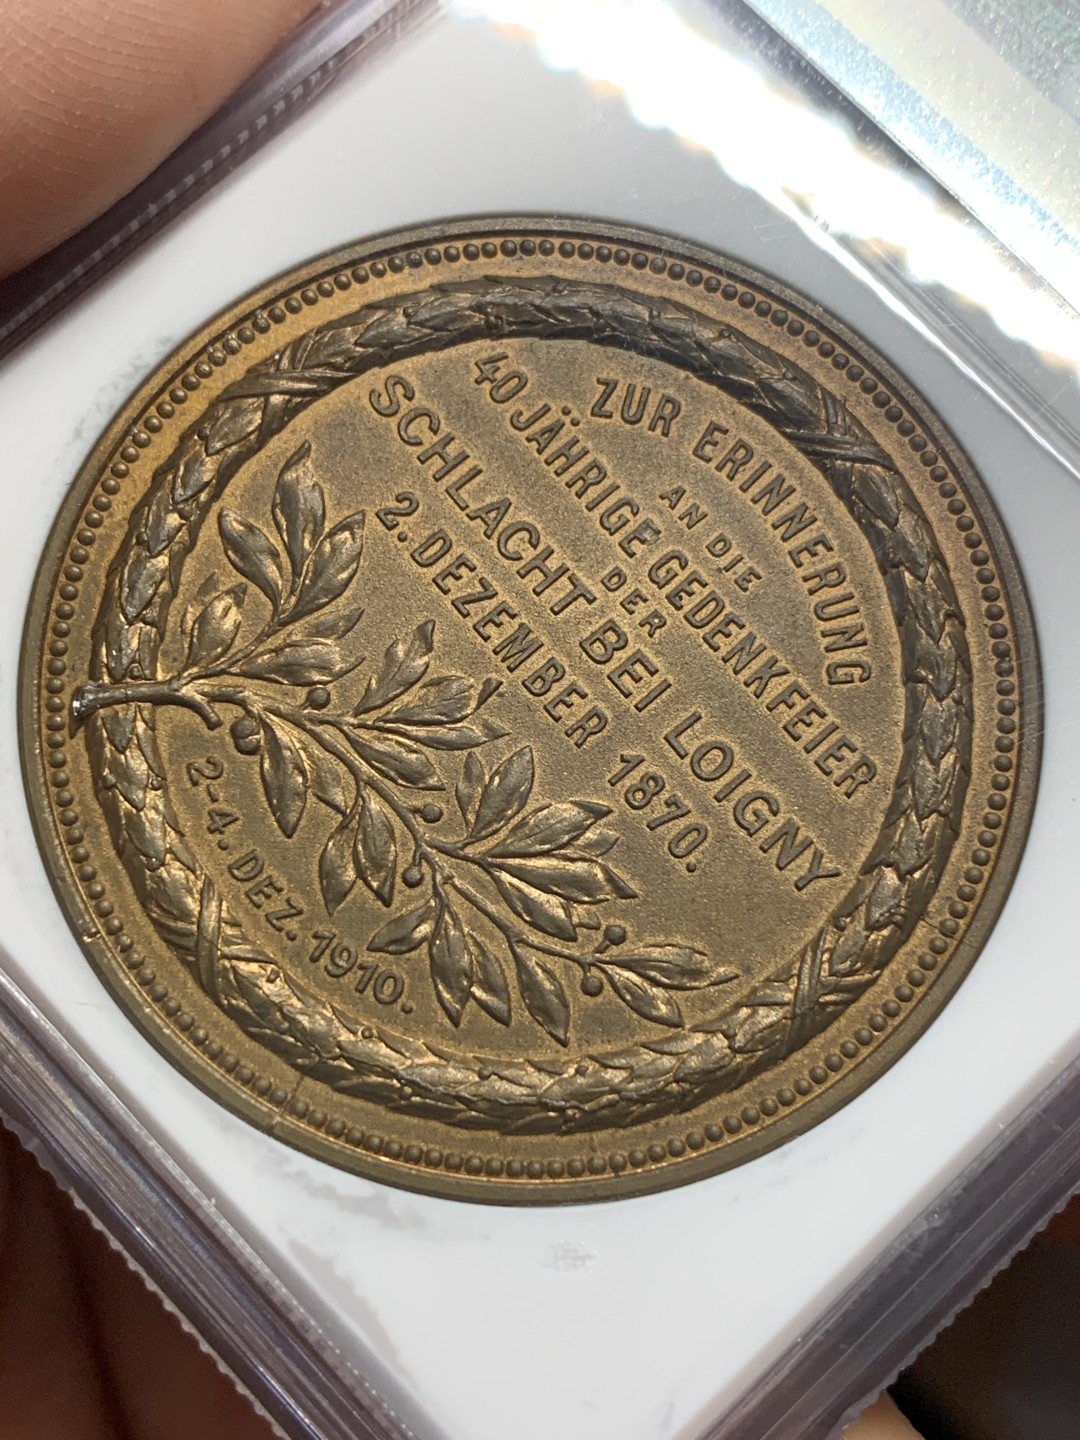 ZUR ERINNERUNG
AN DIE
40 JÄHRIGE GEDENKFEIER
DER
SCHLACHT BEI LOIGNY
2. DEZEMBER 1870.
2-4. DEZ. 1910.